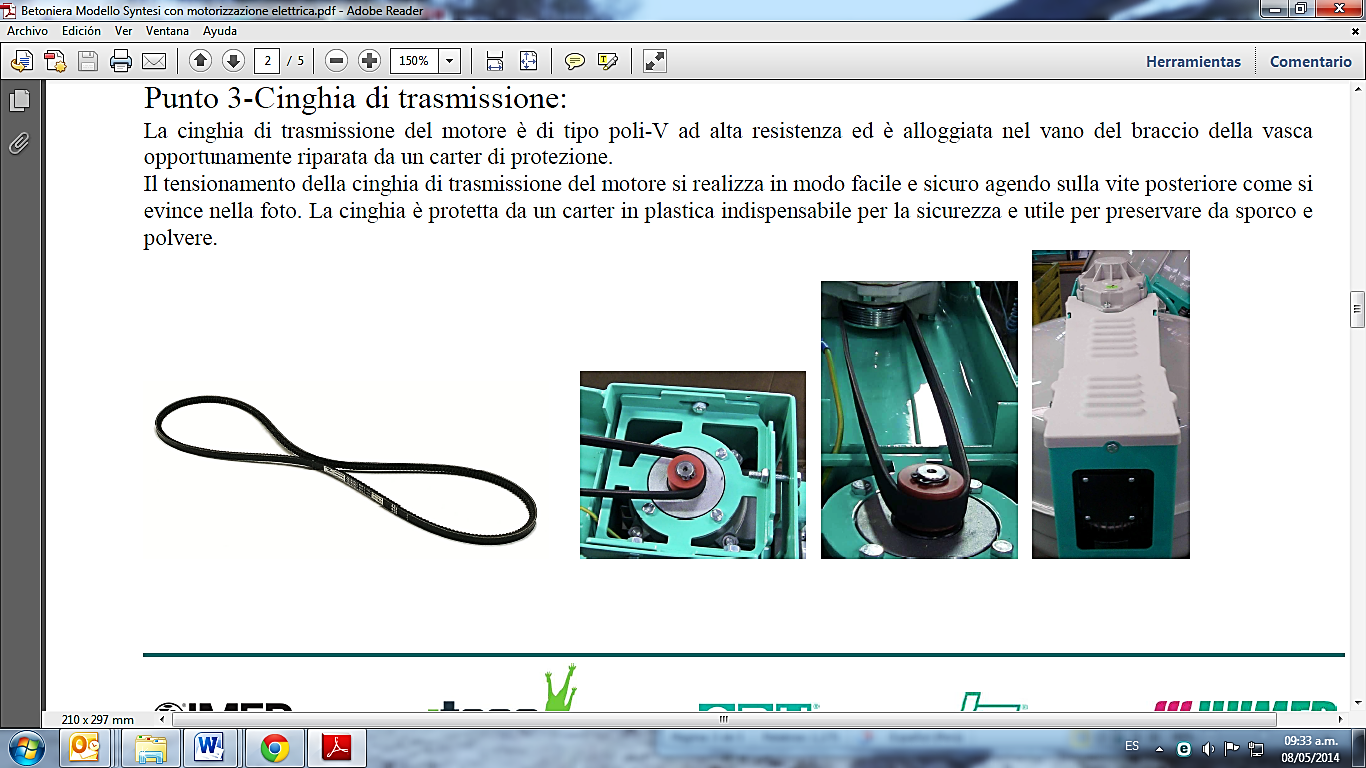 Betoniera Modello Syntesi con motorizzazione elettrica.pdf - Adobe Reader
Archivo Edición Ver Ventana Ayuda
2 / 5 150% Herramientas Comentario
Punto 3-Cinghia di trasmissione:
La cinghia di trasmissione del motore è di tipo poli-V ad alta resistenza ed è alloggiata nel vano del braccio della vasca
opportunamente riparata da un carter di protezione.
Il tensionamento della cinghia di trasmissione del motore si realizza in modo facile e sicuro agendo sulla vite posteriore come si
evince nella foto. La cinghia è protetta da un carter in plastica indispensabile per la sicurezza e utile per preservare da sporco e
polvere.
210 x 297 mm
ES
09:33 a.m.
08/05/2014